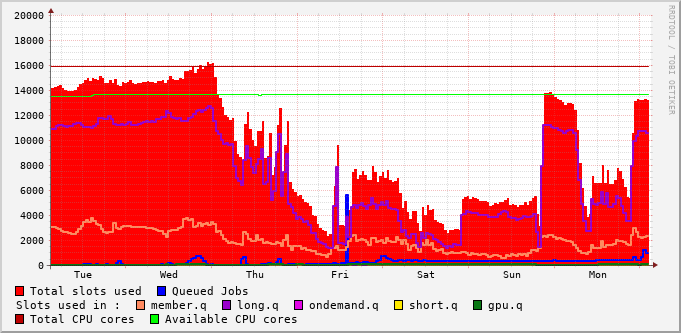 20000
18000
16000
14000
12000
10000
8000
6000
4000
2000
0
Tue Wed Thu Fri Sat Sun Mon
Total slots used Queued Jobs
Slots used in : member.q long.q ondemand.q short.q gpu.q
Total CPU cores Available CPU cores
RRDTOOL / TOBI OETIKER